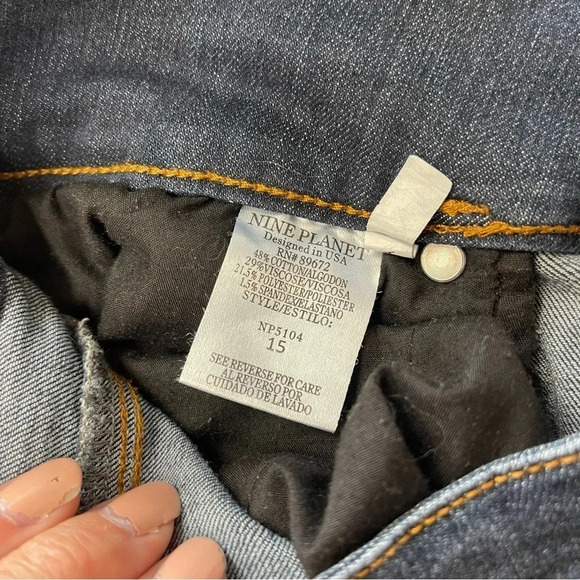 NINE PLANET
Designed in USA
RN# 89672
48% COTTON/ALGODON
29% VISCOSE/VISCOSA
21.5% POLYESTER/POLIESTER
1.5% SPANDEX/ELASTANO
STYLE/ESTILO:
NP5104
15
SEE REVERSE FOR CARE
AL REVERSO POR
CUIDADO DE LAVADO